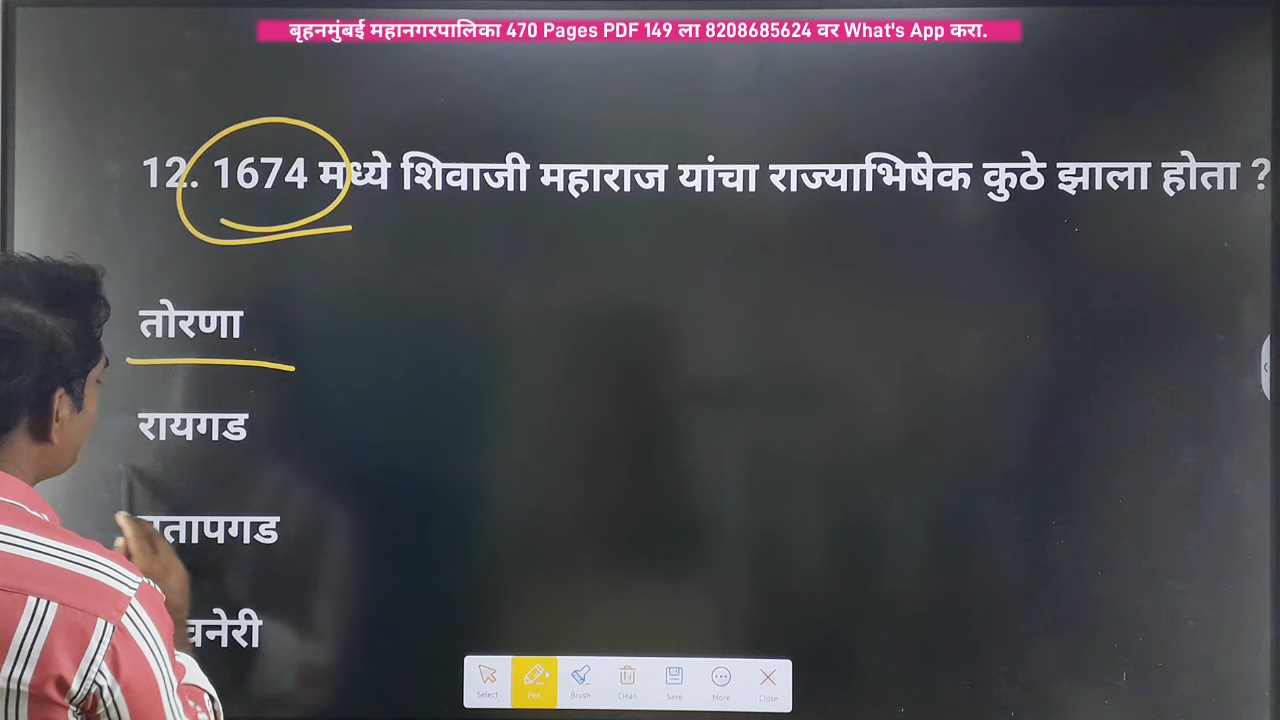 बृहनमुंबई महानगरपालिका 470 Pages PDF 149 ला 8208685624 वर What's App करा.
12. 1674 मध्ये शिवाजी महाराज यांचा राज्याभिषेक कुठे झाला होता ?
तोरणा
रायगड
Select Pen Brush Clean Save More Close